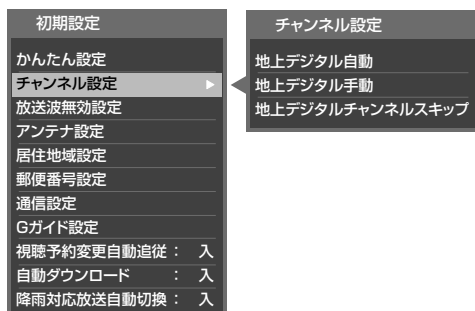 初期設定
かんたん設定
チャンネル設定
放送波無効設定
アンテナ設定
居住地域設定
郵便番号設定
通信設定
Gガイド設定
視聴予約変更自動追従： 入
自動ダウンロード ： 入
降雨対応放送自動切換： 入
チャンネル設定
地上デジタル自動
地上デジタル手動
地上デジタルチャンネルスキップ